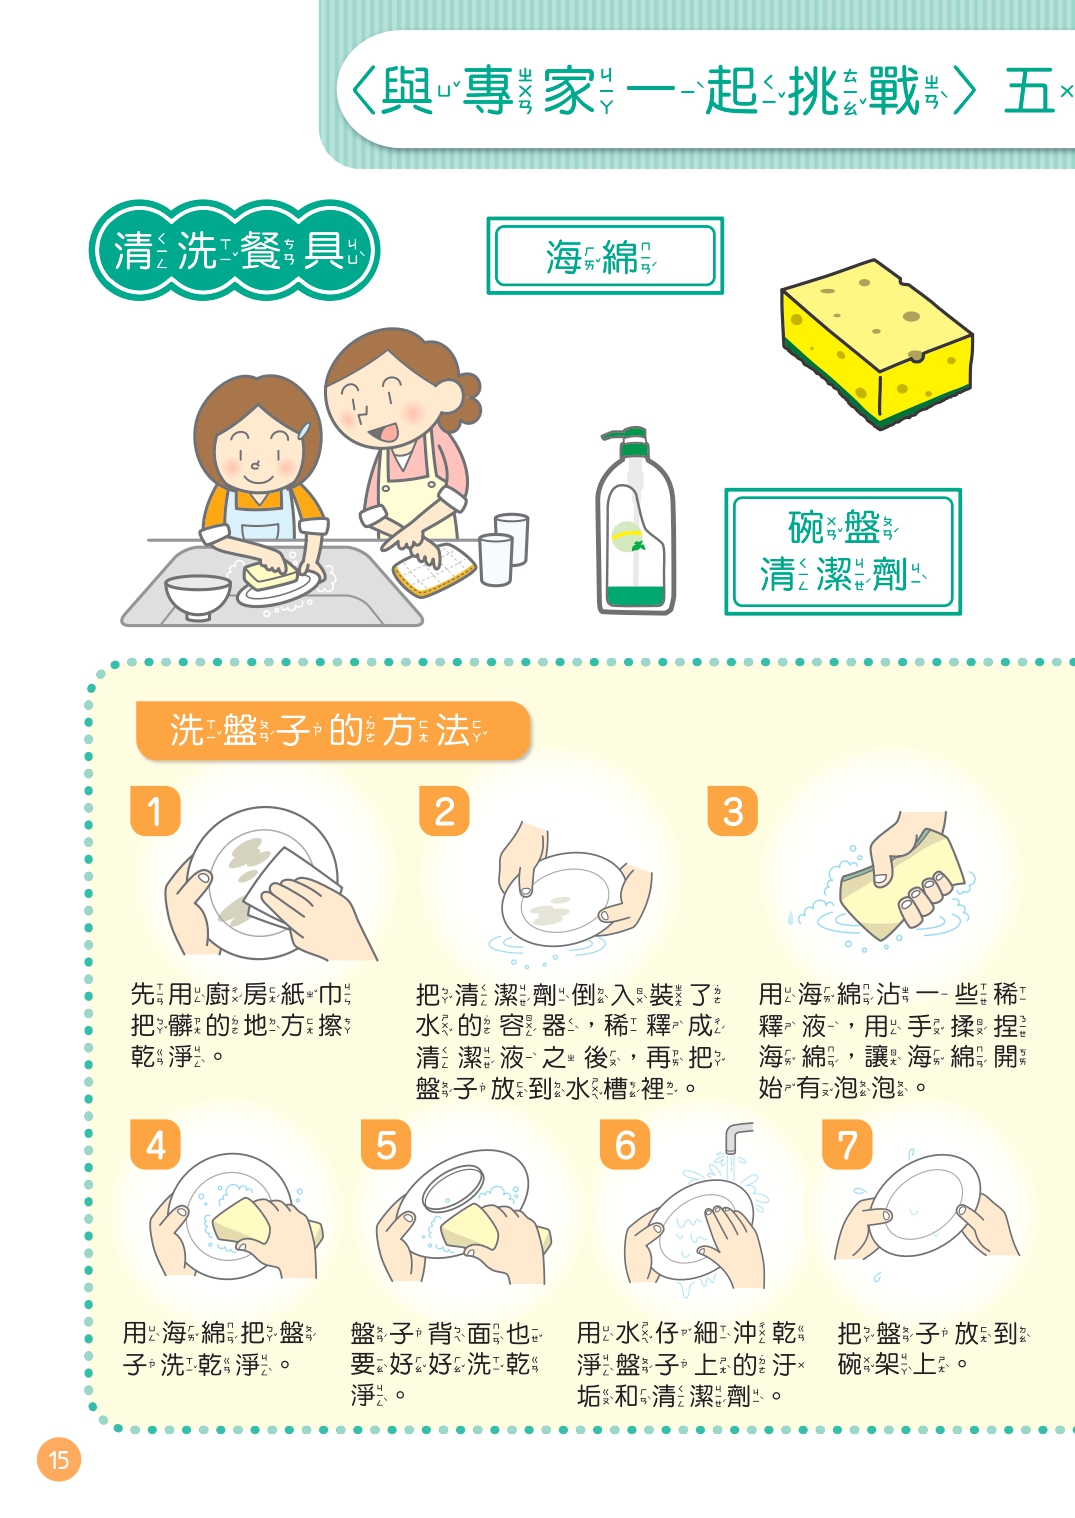 〈與專家一起挑戰〉五
清洗餐具
海綿
碗盤
清潔劑
洗盤子的方法
1
先用廚房紙巾
把髒的地方擦
乾淨。
2
把清潔劑倒入裝了
水的容器,稀釋成
清潔液之後,再把
盤子放到水槽裡。
3
用海綿沾一些稀
釋液,用手揉捏
海綿,讓海綿開
始有泡泡。
4
用海綿把盤
子洗乾淨。
5
盤子背面也
要好好洗乾
淨。
6
用水仔細沖乾
淨盤子上的汙
垢和清潔劑。
7
把盤子放到
碗架上。
15